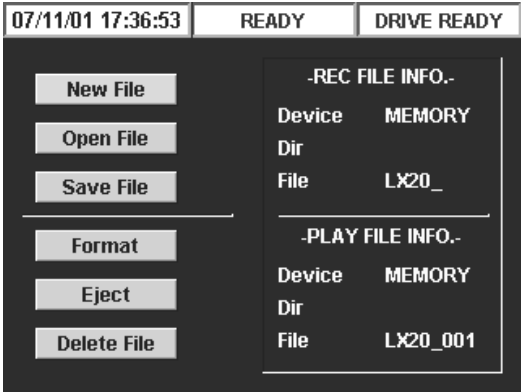 07/11/01 17:36:53 READY DRIVE READY
New File
Open File
Save File
Format
Eject
Delete File
-REC FILE INFO.-
Device MEMORY
Dir
File LX20_
-PLAY FILE INFO.-
Device MEMORY
Dir
File LX20_001